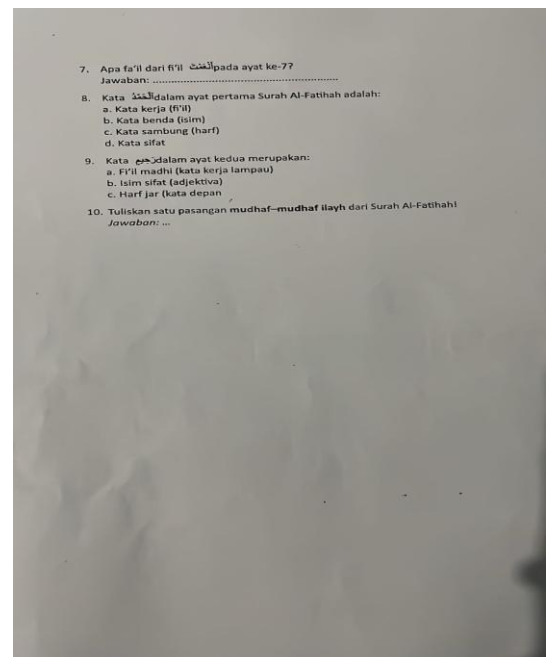 7. Apa fa'il dari fi'il أَنْعَمْتَ pada ayat ke-7?
Jawaban: ............................................................
8. Kata الْحَمْدُ dalam ayat pertama Surah Al-Fatihah adalah:
a. Kata kerja (fi'il)
b. Kata benda (isim)
c. Kata sambung (harf)
d. Kata sifat
9. Kata رَحِيمِ dalam ayat kedua merupakan:
a. Fi'il madhi (kata kerja lampau)
b. Isim sifat (adjektiva)
c. Harf jar (kata depan
10. Tuliskan satu pasangan mudhaf—mudhaf ilayh dari Surah Al-Fatihah!
Jawaban: ...